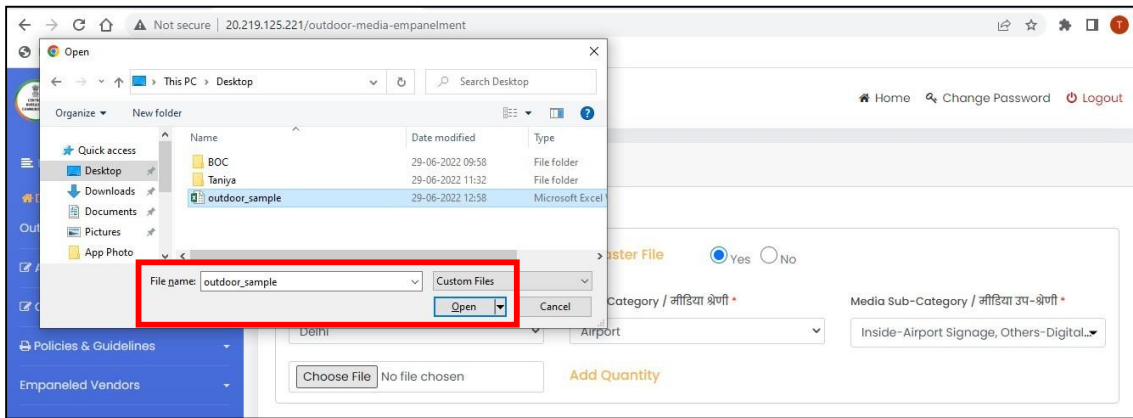 Not secure | 20.219.125.221/outdoor-media-empanelment
T
Open
This PC > Desktop
Search Desktop
Organize
New folder
Name
Date modified
Type
Quick access
Desktop
Downloads
Documents
Pictures
App Photo
BOC 29-06-2022 09:58 File folder
Taniya 29-06-2022 11:32 File folder
outdoor_sample 29-06-2022 12:58 Microsoft Excel
File name: outdoor_sample
Custom Files
Open
Cancel
Home
Change Password
Logout
Out
Policies & Guidelines
Empaneled Vendors
aster File
Yes
No
Category / मीडिया श्रेणी *
Media Sub-Category / मीडिया उप-श्रेणी *
Delhi
Airport
Inside-Airport Signage, Others-Digital...
Choose File No file chosen
Add Quantity